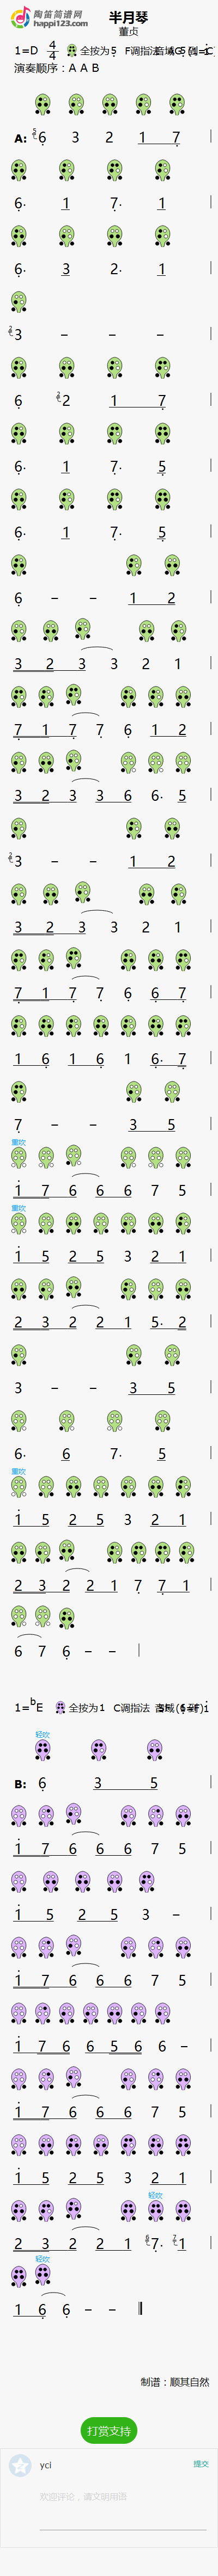 陶笛简谱网
happi123.com
半月琴
董贞
1=D 4/4 全按为5 F调指法
演奏顺序：A A B
A: 5 6 3 2 1 7
6· 1 7· 1
6· 3 2· 1
2 3 – – –
6 2 2 1 7
6· 1 7· 5
6· 1 7· 5
6 – – 1 2
3 2 3 3 2 1
7 1 7 7 6 1 2
3 2 3 3 6 6· 5
2 3 – – 1 2
3 2 3 3 2 1
7 1 7 7 6 6 7
1 6 1 6 1 6· 7
7 – – 3 5
重吹
1 7 6 6 6 7 5
重吹
1 5 2 5 3 2 1
2 3 2 2 1 5· 2
3 – – 3 5
6· 6 7· 5
重吹
1 5 2 5 3 2 1
2 3 2 2 1 7 7 1
6 7 6 – –
1=bE 全按为1 C调指法
轻吹
B: 6 3 5
1 7 6 6 6 7 5
1 5 2 5 3 –
1 7 6 6 6 7 5
1 7 6 6 5 6 6 –
1 7 6 6 6 7 5
1 5 2 5 3 2 1
轻吹
2 3 2 2 1 6 7· 2 1
轻吹
1 6 6 – –
制谱：顺其自然
打赏支持
yci
提交
欢迎评论，请文明用语